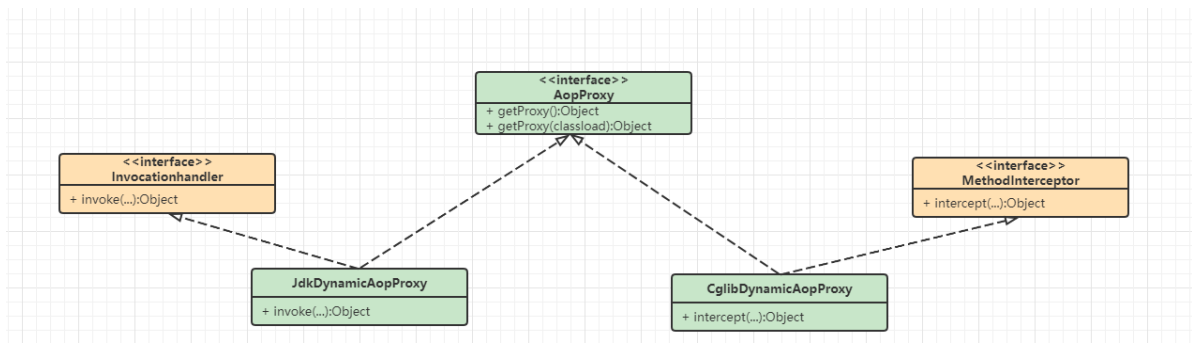 <<interface>>
AopProxy
+ getProxy():Object
+ getProxy(classload):Object
<<interface>>
Invocationhandler
+ invoke(...):Object
<<interface>>
MethodInterceptor
+ intercept(...):Object
JdkDynamicAopProxy
+ invoke(...):Object
CglibDynamicAopProxy
+ intercept(...):Object